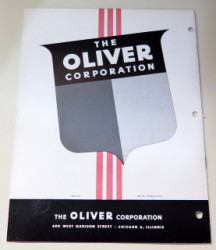 THE
OLIVER
CORPORATION
THE OLIVER CORPORATION
400 WEST MADISON STREET - CHICAGO 6, ILLINOIS